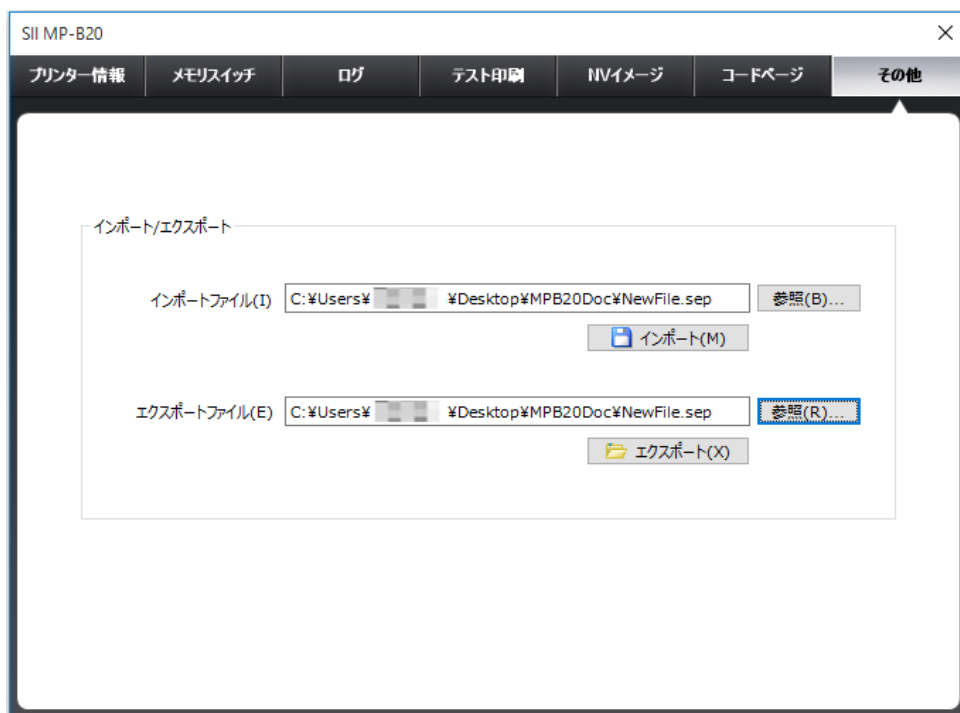 SII MP-B20
プリンター情報 メモリスイッチ ログ テスト印刷 NVイメージ コードページ その他
インポート/エクスポート
インポートファイル(I) C:¥Users¥ ¥Desktop¥MPB20Doc¥NewFile.sep 参照(B)...
インポート(M)
エクスポートファイル(E) C:¥Users¥ ¥Desktop¥MPB20Doc¥NewFile.sep 参照(R)...
エクスポート(X)